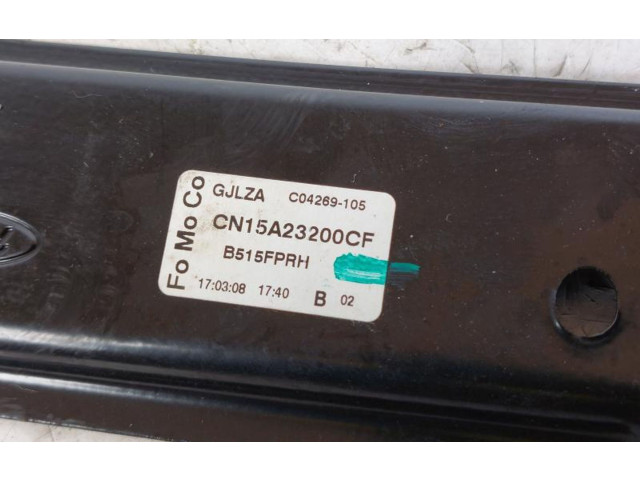 Fo Mo Co
GJLZA C04269-105
CN15A23200CF
B515FPRH
17:03:08 17:40 B 02